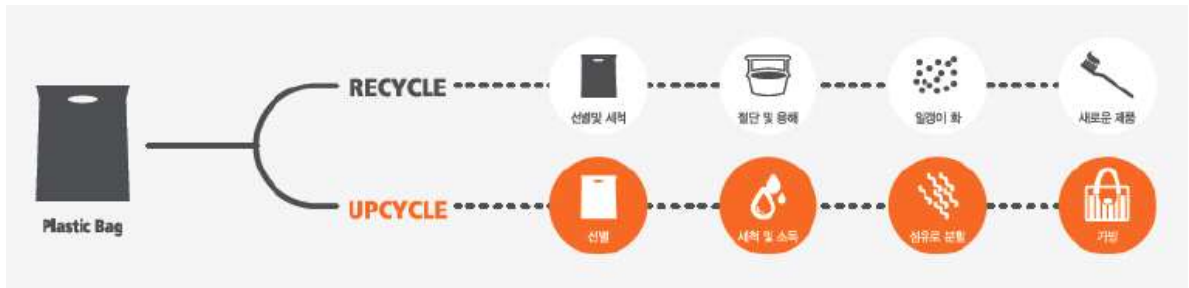 RECYCLE
선별및 세척
절단 및 용해
알갱이 화
새로운 제품
Plastic Bag
UPCYCLE
선별
세척 및 소독
섬유로 분할
가방